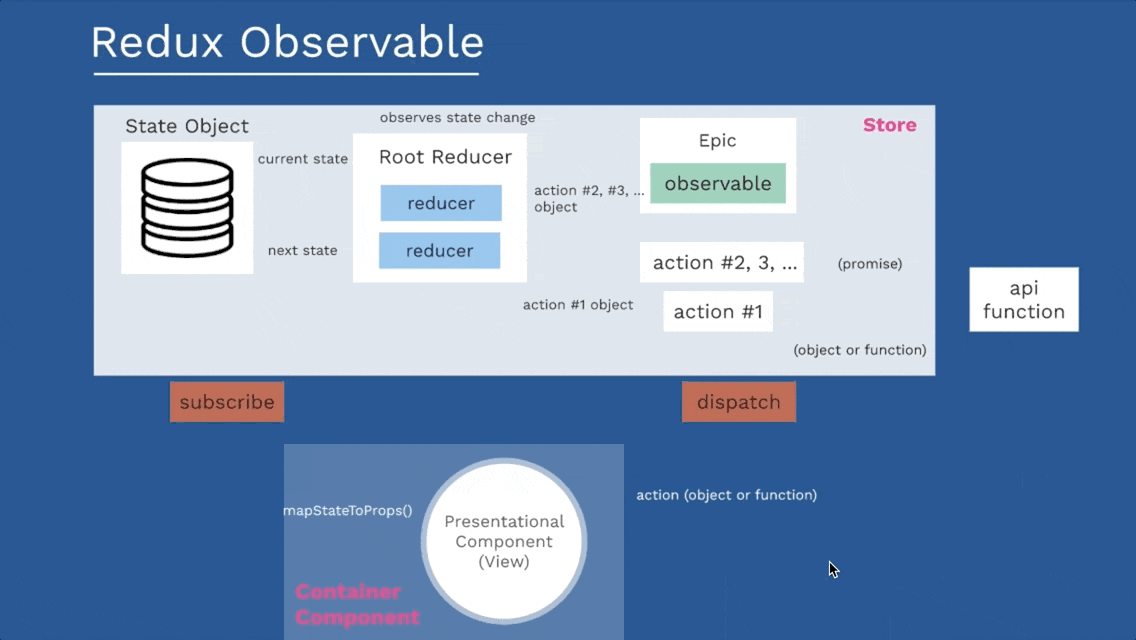 Redux Observable
State Object
observes state change
Store
current state
Root Reducer
Epic
reducer
action #2, #3, ...
object
observable
next state
reducer
action #2, 3, ...
(promise)
action #1 object
action #1
api
function
(object or function)
subscribe
dispatch
mapStateToProps()
Presentational
Component
(View)
action (object or function)
Container
Component